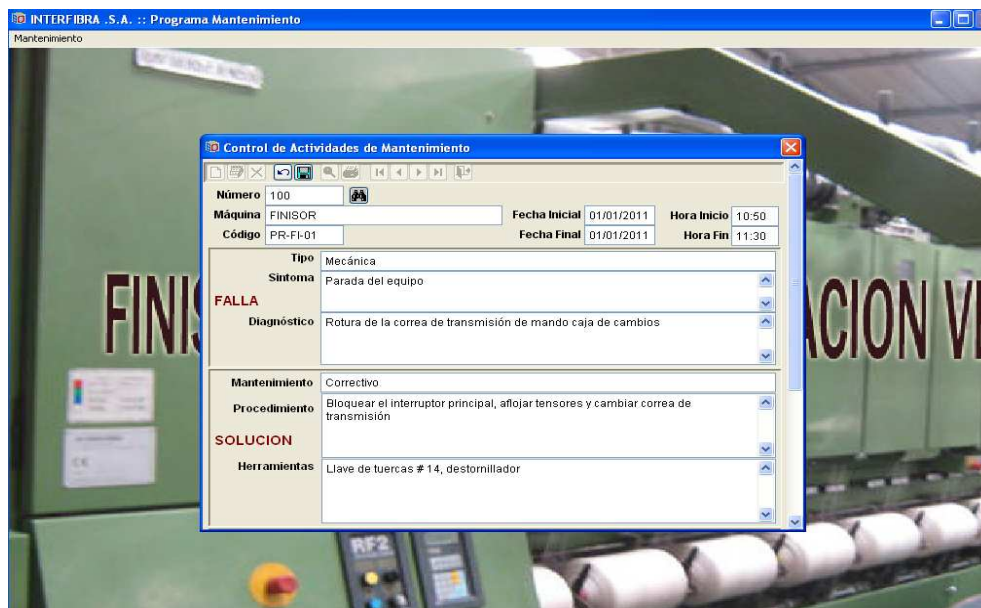 INTERFIBRA .S.A. :: Programa Mantenimiento
Mantenimiento
Control de Actividades de Mantenimiento
Número 100
Máquina FINISOR Fecha Inicial 01/01/2011 Hora Inicio 10:50
Código PR-FI-01 Fecha Final 01/01/2011 Hora Fin 11:30
Tipo Mecánica
Sintoma Parada del equipo
FALLA
Diagnóstico Rotura de la correa de transmisión de mando caja de cambios
Mantenimiento Correctivo
Procedimiento Bloquear el interruptor principal, aflojar tensores y cambiar correa de
transmisión
SOLUCION
Herramientas Llave de tuercas # 14, destornillador
FINIS
ACION VE
RF2
CE